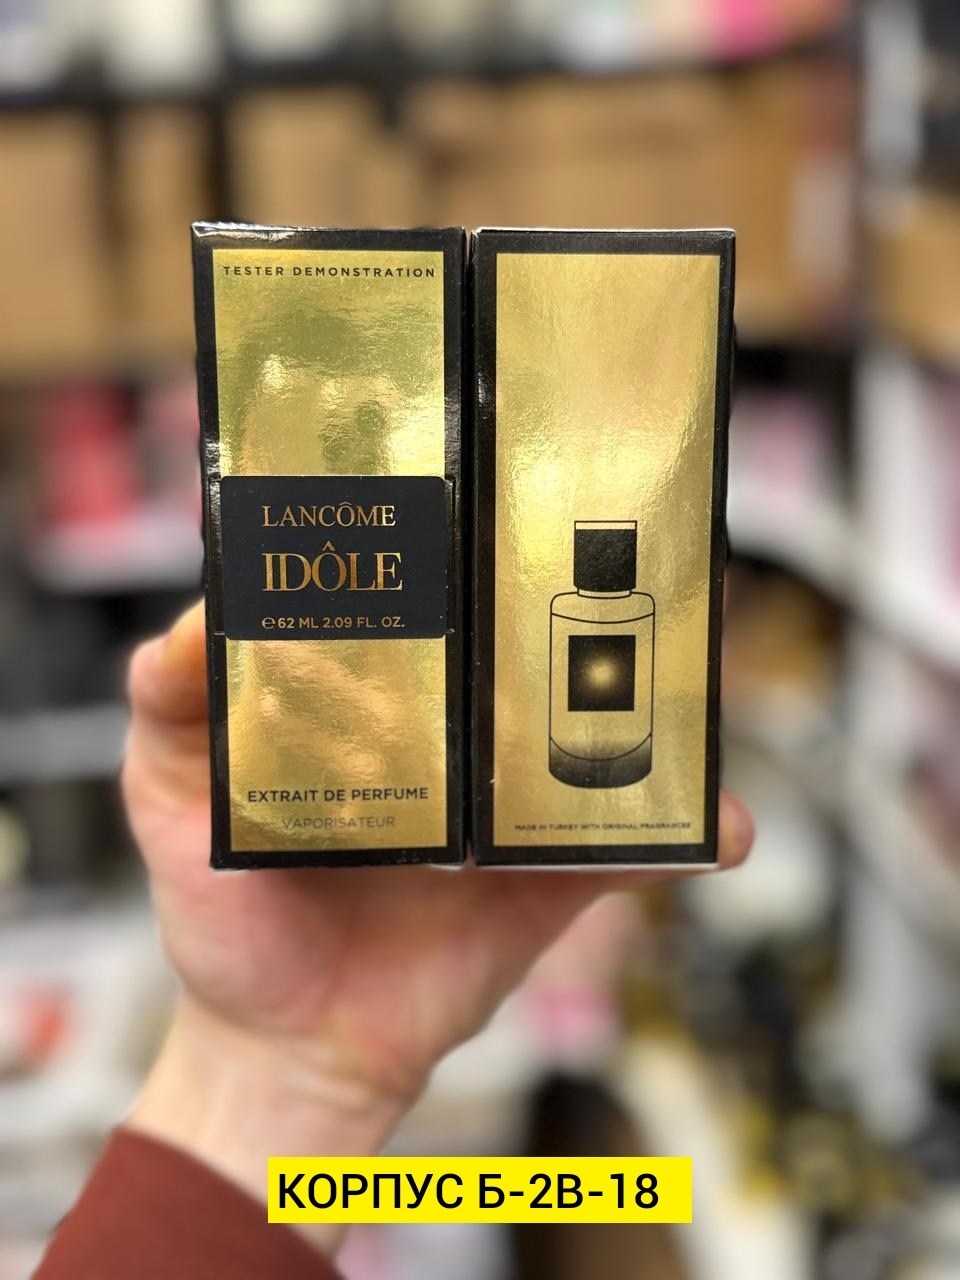 TESTER DEMONSTRATION
LANCÔME
IDÔLE
℮ 62 ML 2.09 FL. OZ.
EXTRAIT DE PERFUME
VAPORISATEUR
MADE IN TURKEY WITH ORIGINAL FRAGRANCES
КОРПУС Б-2В-18